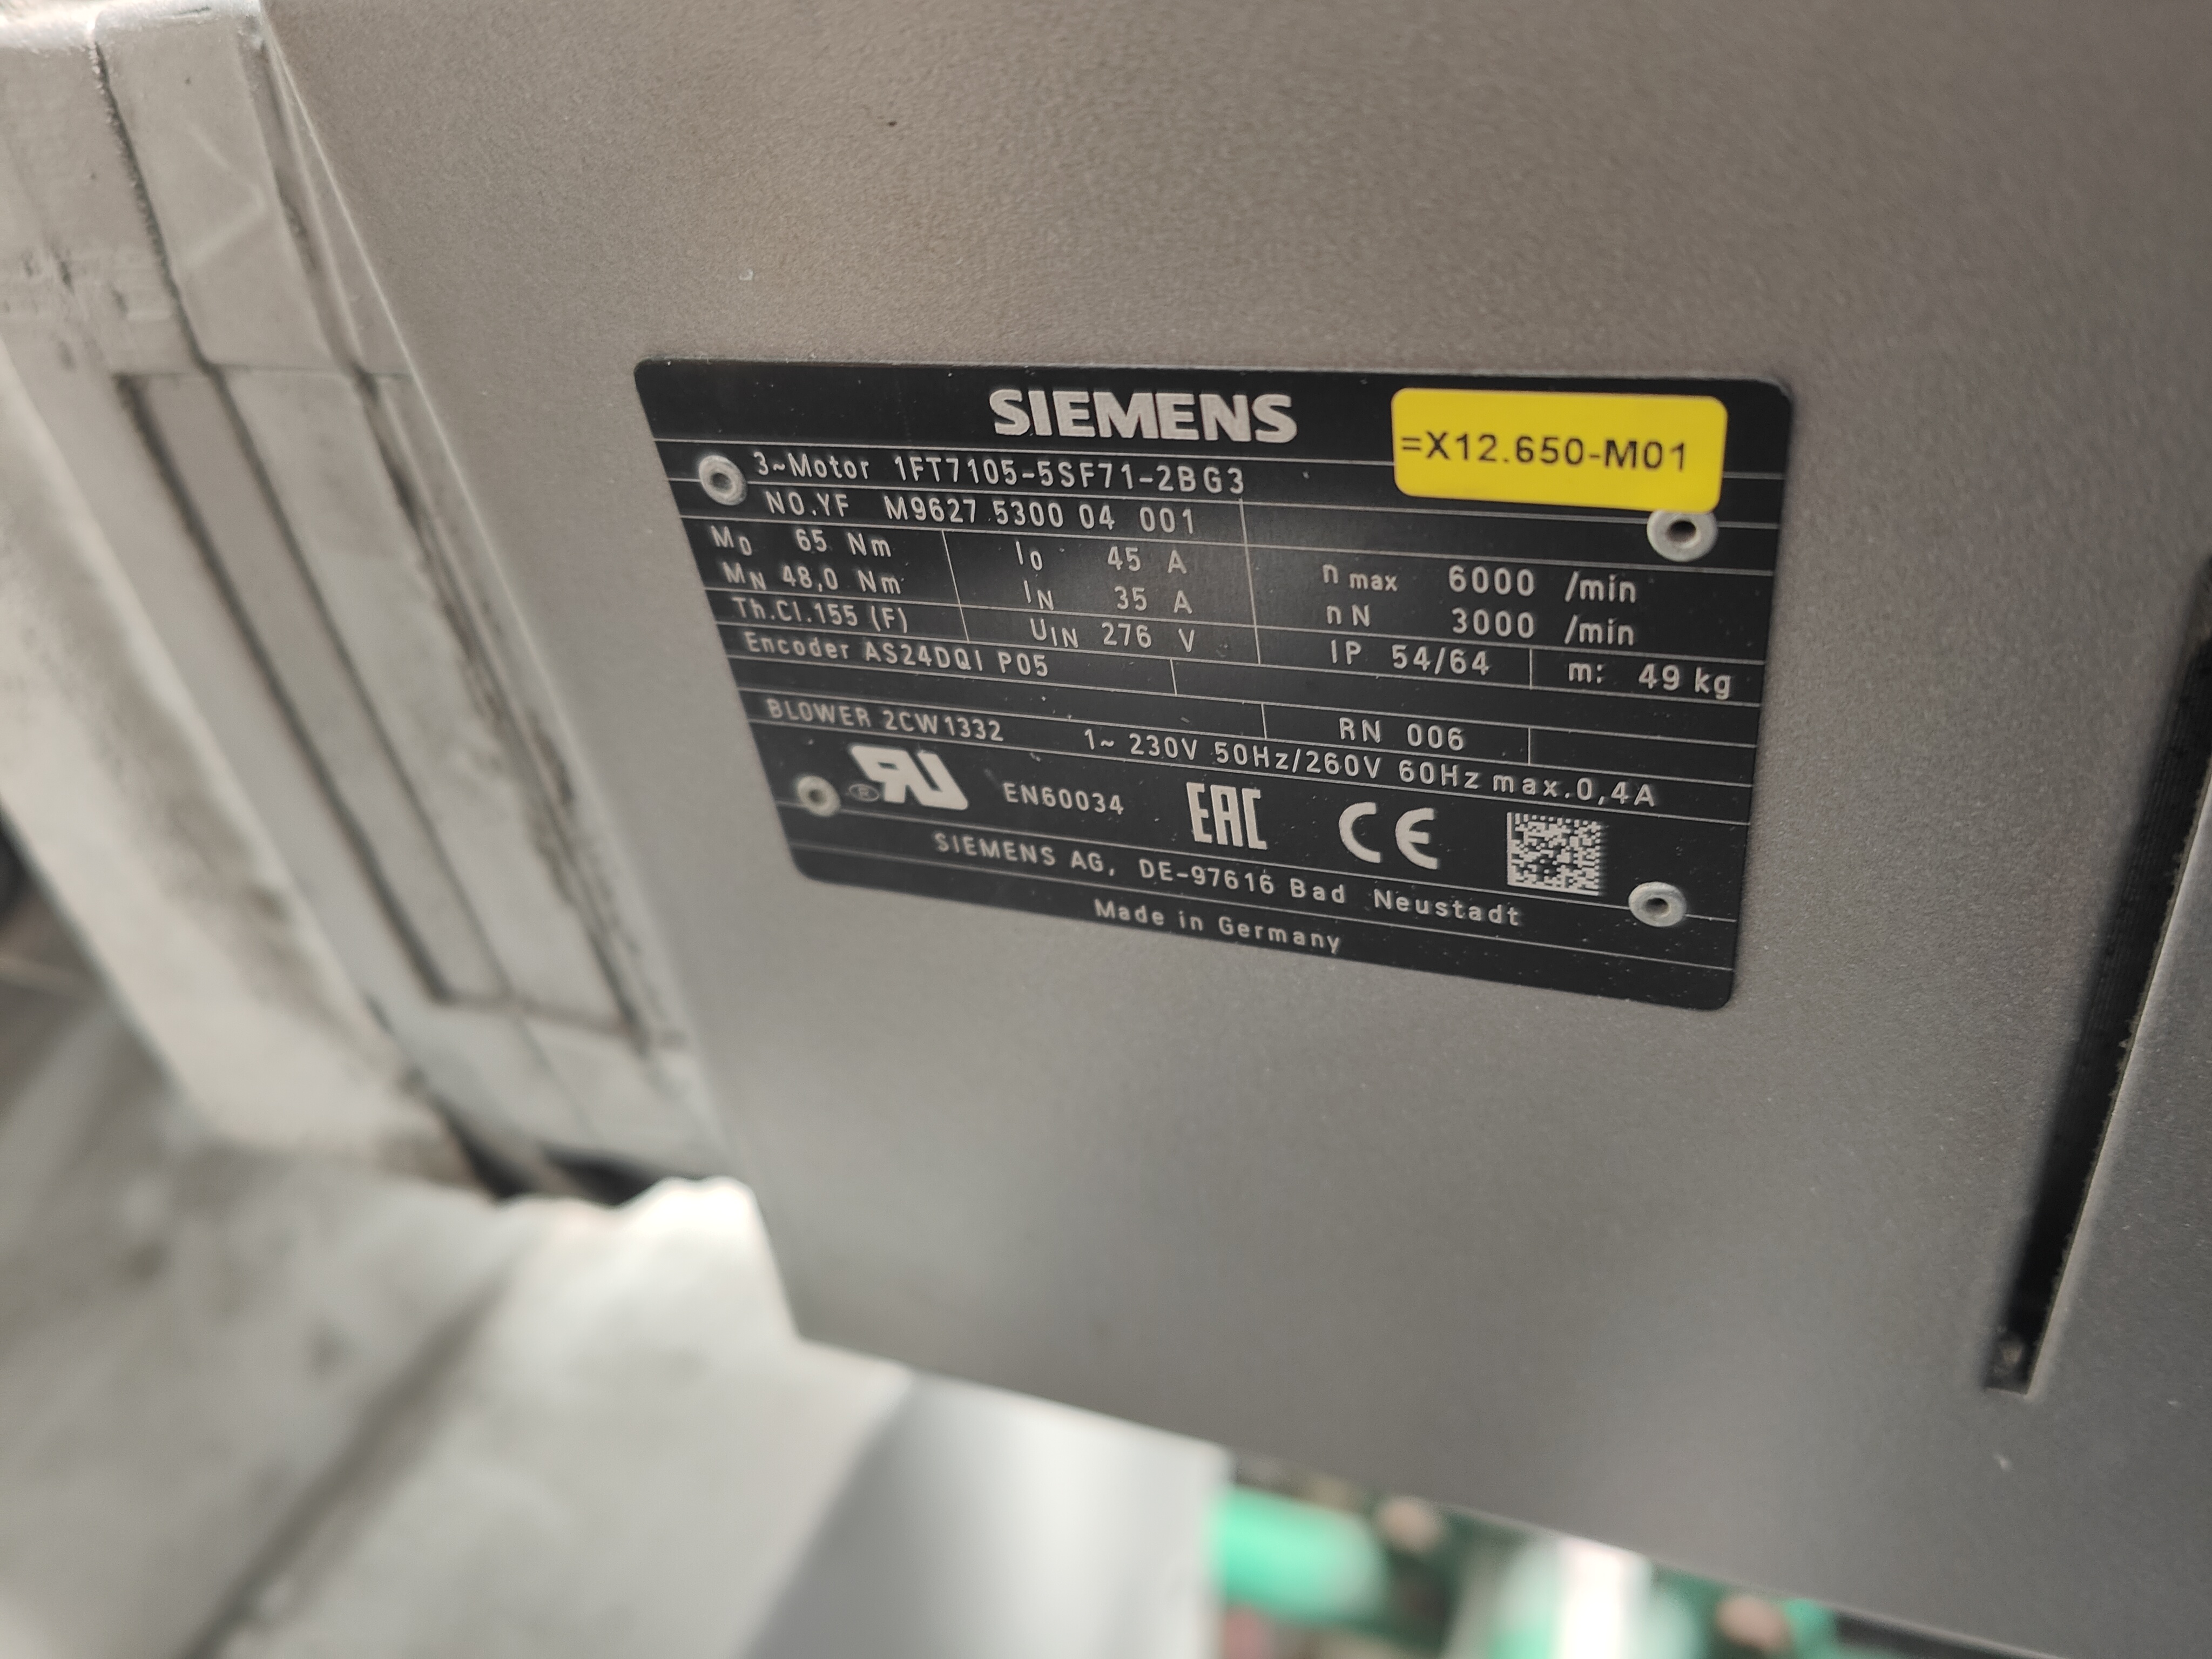 SIEMENS
=X12.650-M01
3~Motor 1FT7105-5SF71-2BG3
NO.YF M9627 5300 04 001
M0 65 Nm I0 45 A nmax 6000 /min
MN 48,0 Nm IN 35 A nN 3000 /min
Th.Cl.155 (F) UIN 276 V IP 54/64 m: 49 kg
Encoder AS24DQI P05
RN 006
BLOWER 2CW1332 1~ 230V 50Hz/260V 60Hz max.0,4A
® EN60034 EAC CE
SIEMENS AG, DE-97616 Bad Neustadt
Made in Germany